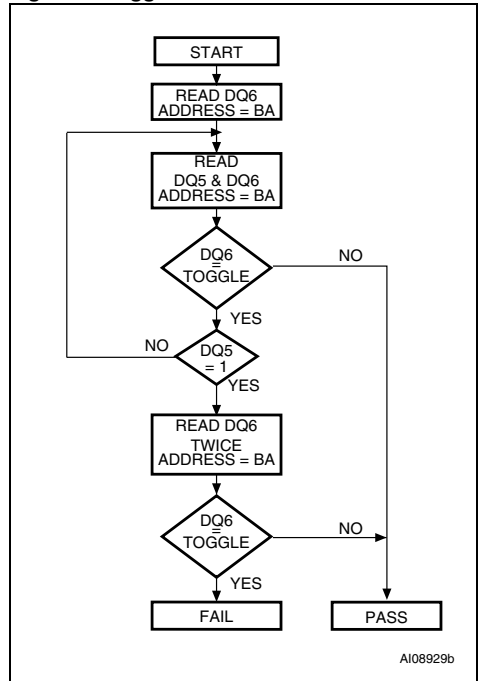 START
READ DQ6
ADDRESS = BA
READ
DQ5 & DQ6
ADDRESS = BA
DQ6
=
TOGGLE
NO
YES
NO
DQ5
= 1
YES
READ DQ6
TWICE
ADDRESS = BA
DQ6
=
TOGGLE
NO
YES
FAIL
PASS
AI08929b